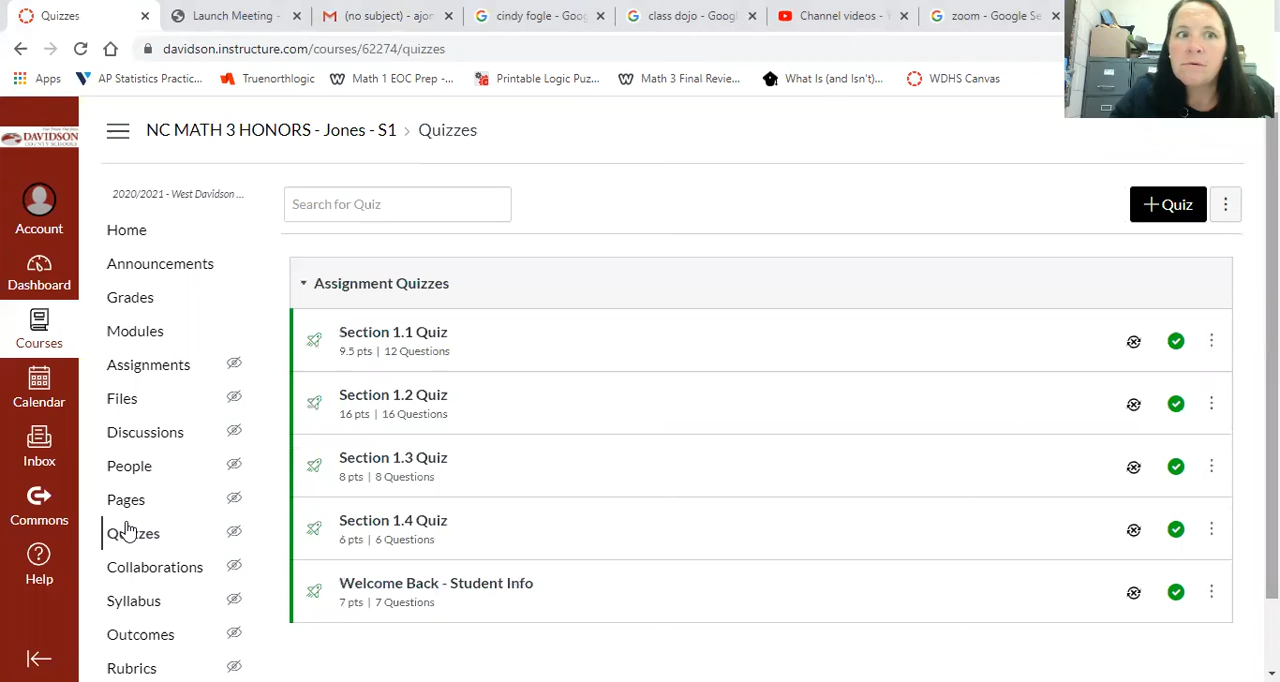 Quizzes
Launch Meeting -
(no subject) - ajon
cindy fogle - Goog
class dojo - Googl
Channel videos - Y
zoom - Google Se
davidson.instructure.com/courses/62274/quizzes
Apps
AP Statistics Practic...
Truenorthlogic
Math 1 EOC Prep -...
Printable Logic Puz...
Math 3 Final Revie...
What Is (and Isn't)...
WDHS Canvas
DAVIDSON
COUNTY SCHOOLS
NC MATH 3 HONORS - Jones - S1 › Quizzes
Account
Dashboard
Courses
Calendar
Inbox
Commons
Help
2020/2021 - West Davidson ...
Home
Announcements
Grades
Modules
Assignments
Files
Discussions
People
Pages
Quizzes
Collaborations
Syllabus
Outcomes
Rubrics
Search for Quiz
+ Quiz
Assignment Quizzes
Section 1.1 Quiz
9.5 pts | 12 Questions
Section 1.2 Quiz
16 pts | 16 Questions
Section 1.3 Quiz
8 pts | 8 Questions
Section 1.4 Quiz
6 pts | 6 Questions
Welcome Back - Student Info
7 pts | 7 Questions